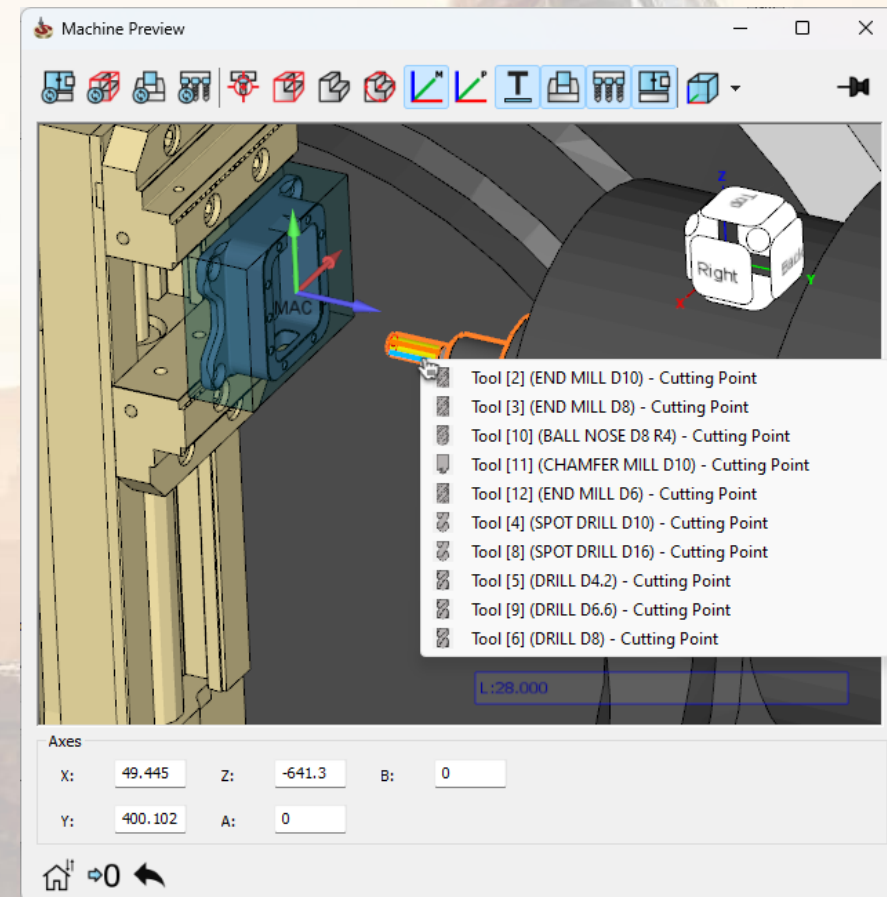 Machine Preview
M
P
T
Z
Top
Right
Back
Y
X
MAC
Tool [2] (END MILL D10) - Cutting Point
Tool [3] (END MILL D8) - Cutting Point
Tool [10] (BALL NOSE D8 R4) - Cutting Point
Tool [11] (CHAMFER MILL D10) - Cutting Point
Tool [12] (END MILL D6) - Cutting Point
Tool [4] (SPOT DRILL D10) - Cutting Point
Tool [8] (SPOT DRILL D16) - Cutting Point
Tool [5] (DRILL D4.2) - Cutting Point
Tool [9] (DRILL D6.6) - Cutting Point
Tool [6] (DRILL D8) - Cutting Point
L:28.000
Axes
X: 49.445 Z: -641.3 B: 0
Y: 400.102 A: 0
0